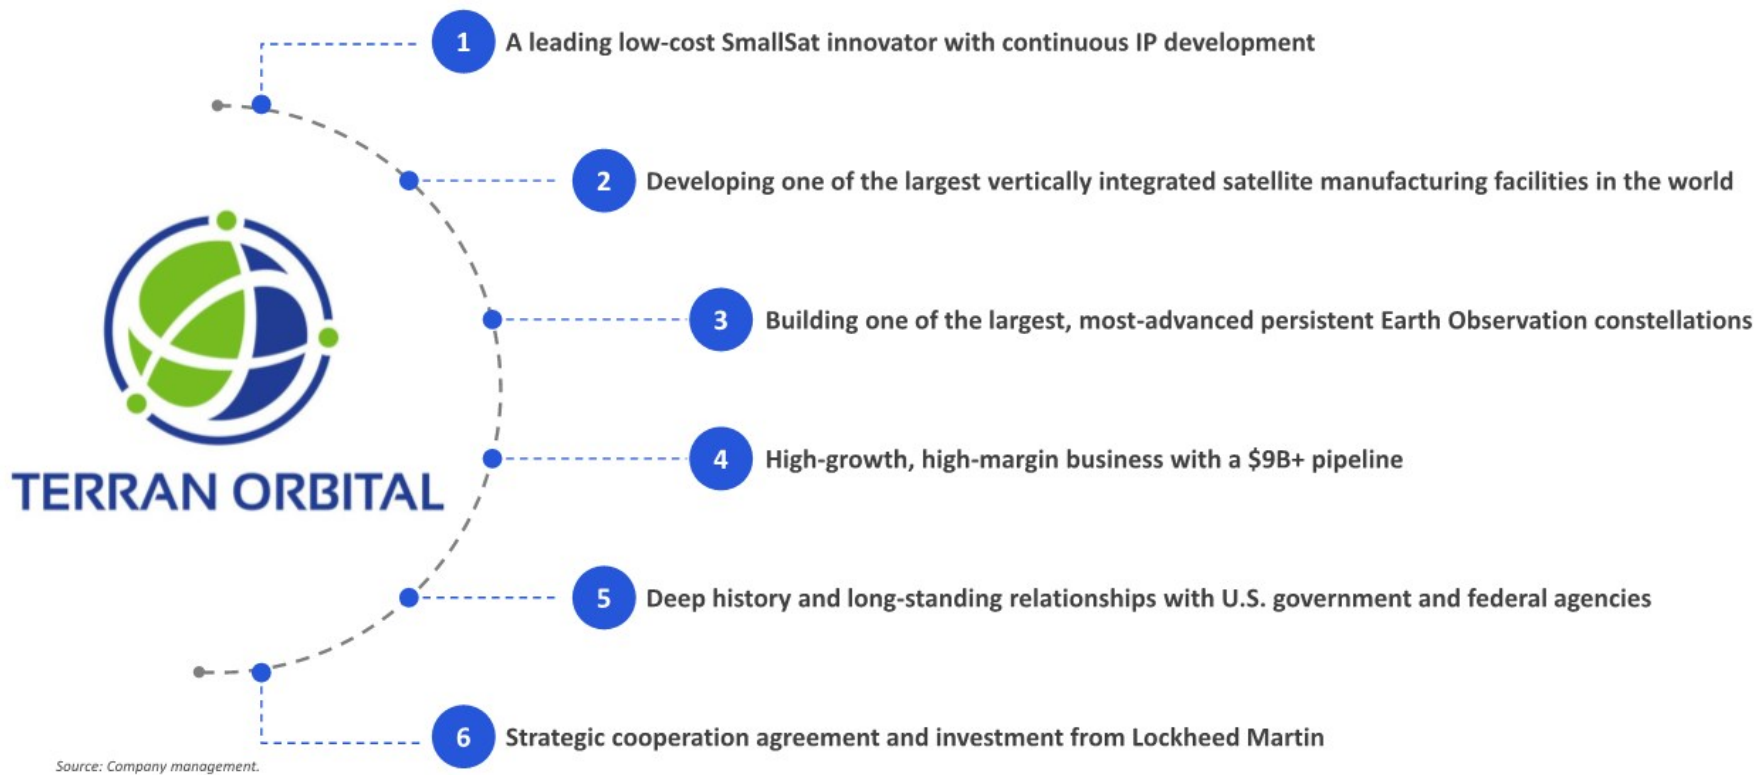 1 A leading low-cost SmallSat innovator with continuous IP development
2 Developing one of the largest vertically integrated satellite manufacturing facilities in the world
3 Building one of the largest, most-advanced persistent Earth Observation constellations
TERRAN ORBITAL
4 High-growth, high-margin business with a $9B+ pipeline
5 Deep history and long-standing relationships with U.S. government and federal agencies
6 Strategic cooperation agreement and investment from Lockheed Martin
Source: Company management.